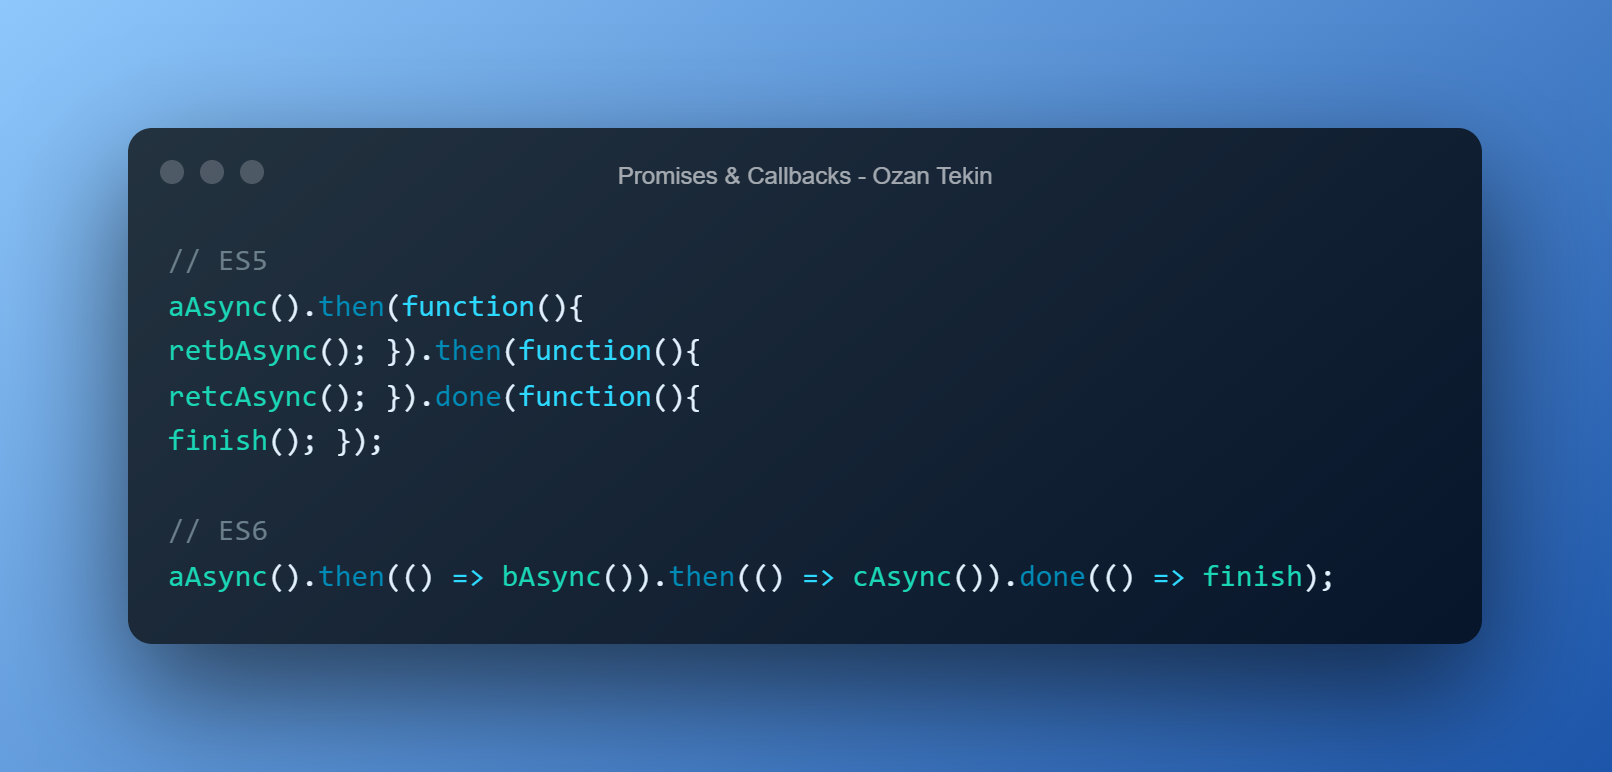 Promises & Callbacks - Ozan Tekin
// ES5
aAsync().then(function(){
retbAsync(); }).then(function(){
retcAsync(); }).done(function(){
finish(); });
// ES6
aAsync().then(() => bAsync()).then(() => cAsync()).done(() => finish);